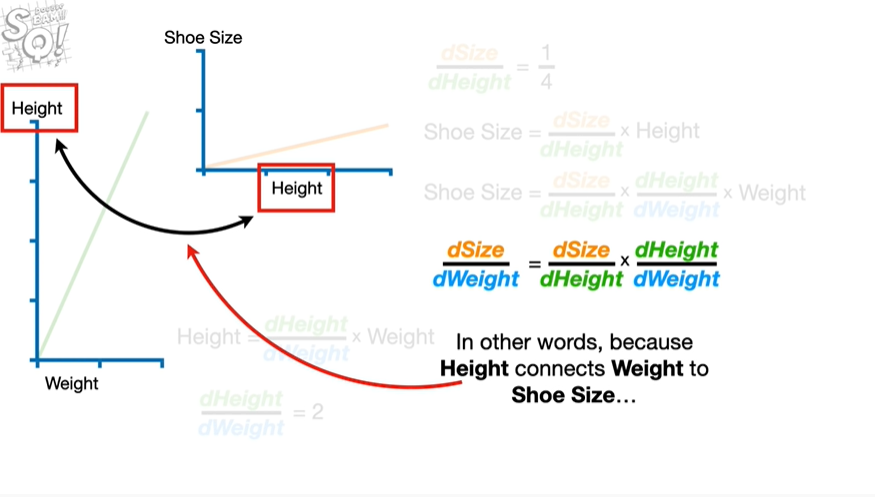 SQ!
Shoe Size
dSize / dHeight = 1 / 4
Height
Shoe Size = dSize / dHeight x Height
Height
Shoe Size = dSize / dHeight x dHeight / dWeight x Weight
dSize / dWeight = dSize / dHeight x dHeight / dWeight
Height = dHeight / dWeight x Weight
In other words, because
Height connects Weight to
Shoe Size…
Weight
dHeight / dWeight = 2